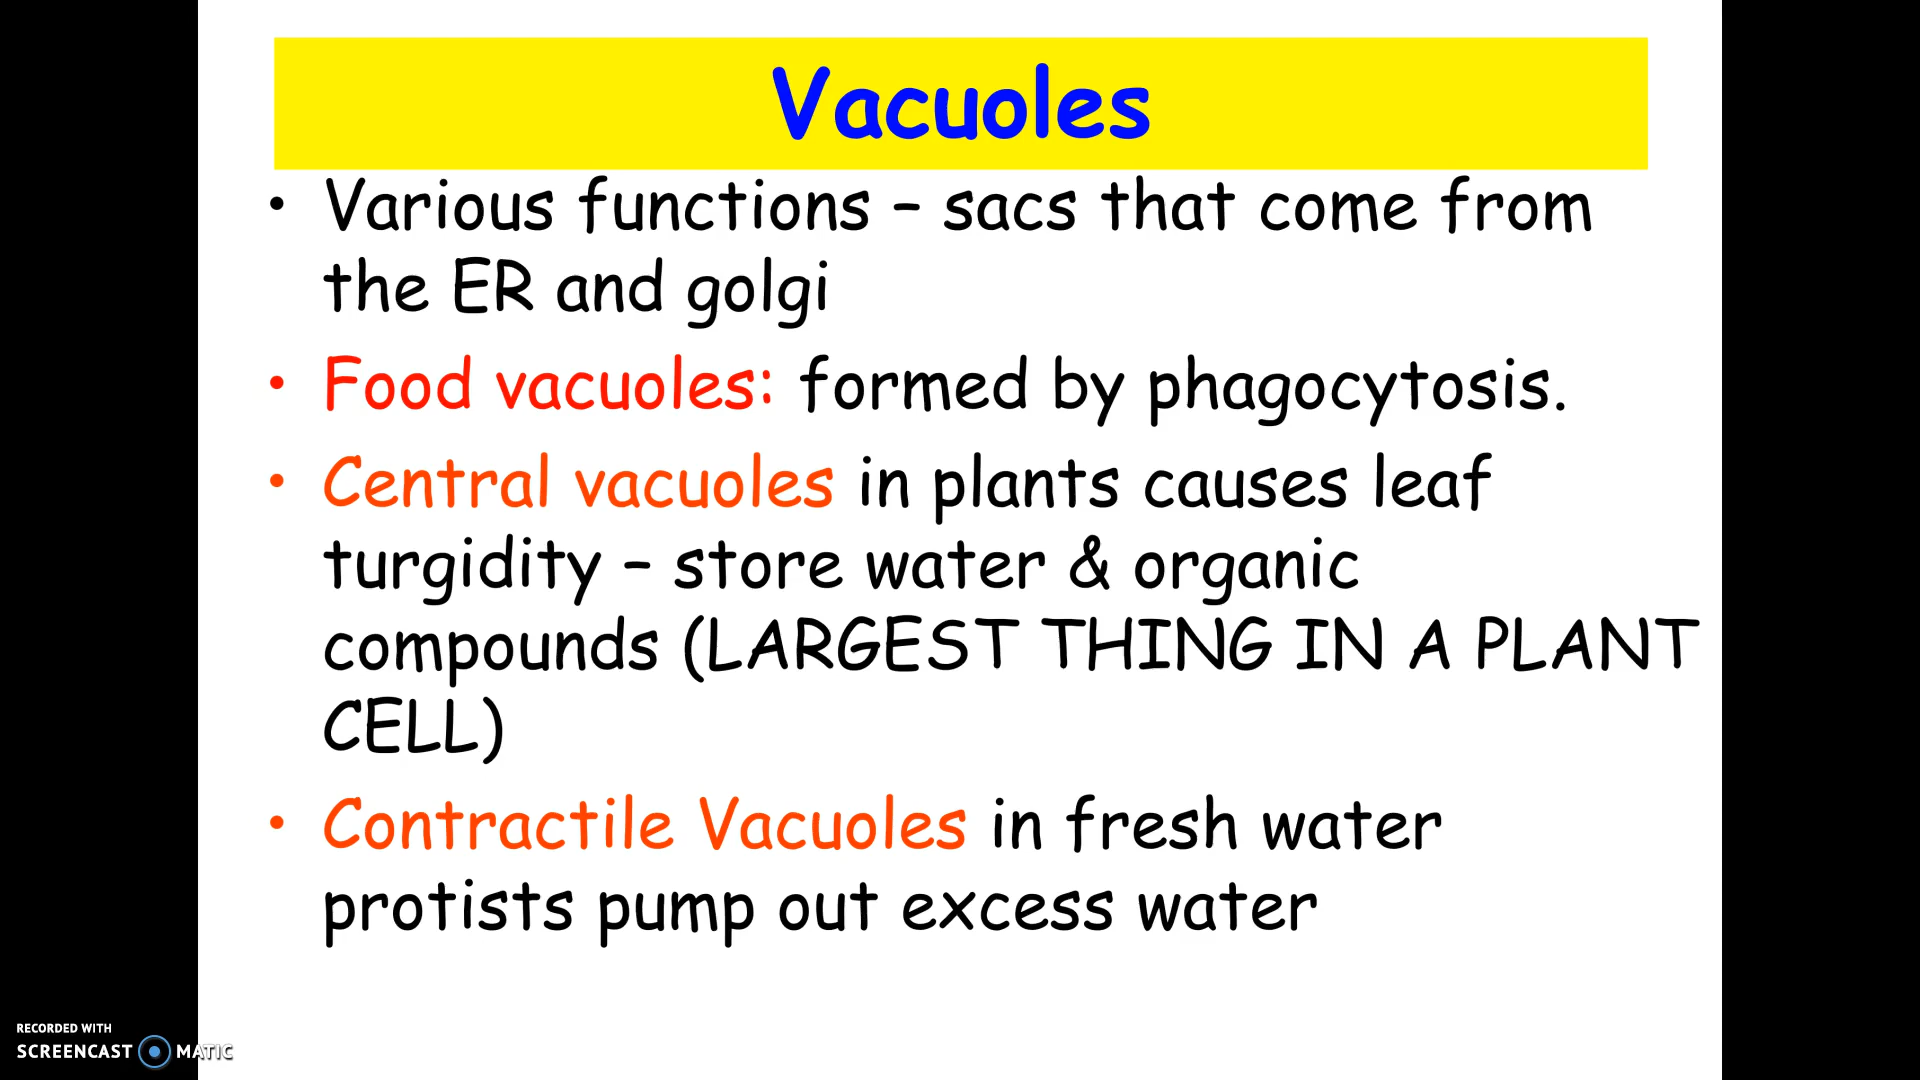 Vacuoles
• Various functions – sacs that come from
the ER and golgi
• Food vacuoles: formed by phagocytosis.
• Central vacuoles in plants causes leaf
turgidity – store water & organic
compounds (LARGEST THING IN A PLANT
CELL)
• Contractile Vacuoles in fresh water
protists pump out excess water
RECORDED WITH
SCREENCAST MATIC